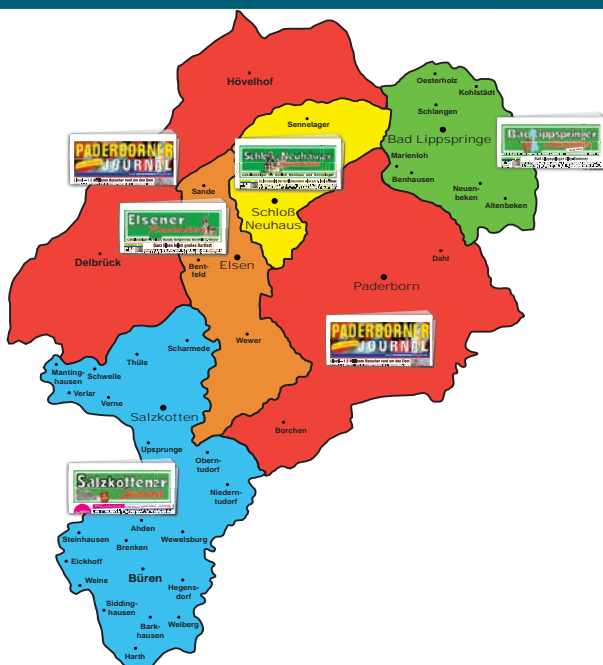 Hövelhof
Oesterholz
Kohlstädt
Schlangen
Bad Lippspringe
Sennelager
Marienloh
Benhausen
Neuen-
beken
Altenbeken
Bad Lippspringer
PADERBORNER
JOURNAL
Schloß Neuhäuser
Sande
Schloß
Neuhaus
Elsener
Delbrück
Bent-
feld
Elsen
Dahl
Paderborn
PADERBORNER
JOURNAL
Wewer
Scharmede
Thüle
Manting-
hausen
Schwelle
Verlar
Verne
Salzkotten
Borchen
Upsprunge
Obern-
tudorf
Niedern-
tudorf
Salzkottener
Ahden
Steinhausen
Brenken
Wewelsburg
Eickhoff
Weine
Büren
Hegens-
dorf
Sidding-
hausen
Bark-
hausen
Weiberg
Harth